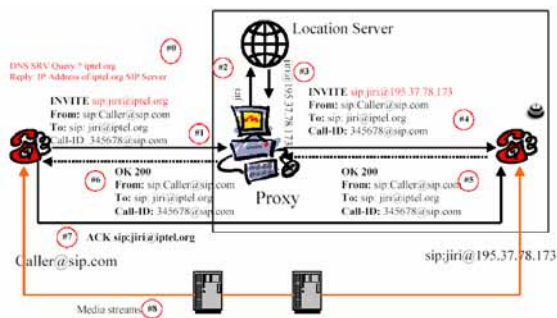 Location Server
#0
DNS SRV Query ? iptel.org
Reply: IP Address of iptel.org SIP Server
#2
#3
jiri
jiri@195.37.78.173
INVITE sip:jiri@iptel.org
From: sip:Caller@sip.com
To: sip: jiri@iptel.org
Call-ID: 345678@sip.com
#1
INVITE sip:jiri@195.37.78.173
From: sip:Caller@sip.com
To: sip: jiri@iptel.org
Call-ID: 345678@sip.com
#4
#6
OK 200
From: sip:Caller@sip.com
To: sip:jiri@iptel.org
Call-ID: 345678@sip.com
Proxy
OK 200
From: sip:Caller@sip.com
To: sip:jiri@iptel.org
Call-ID: 345678@sip.com
#5
#7
ACK sip:jiri@iptel.org
Caller@sip.com
sip:jiri@195.37.78.173
Media streams #8